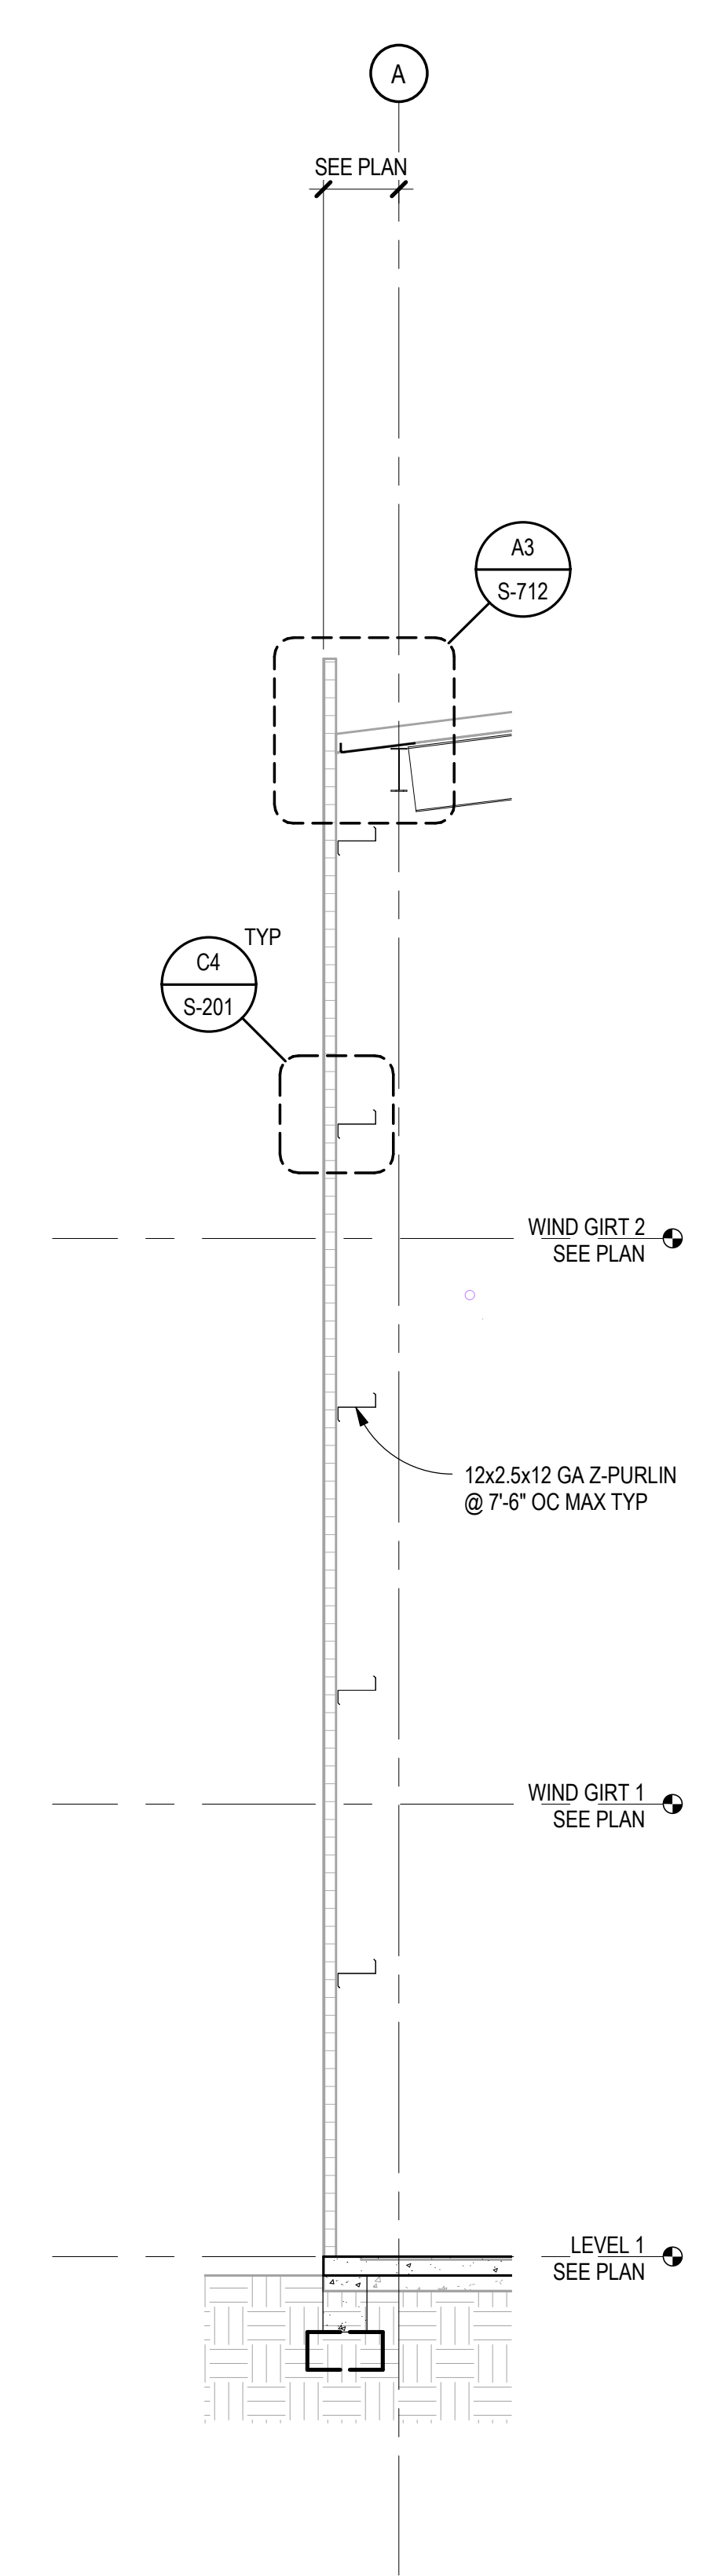 A
SEE PLAN
A3
S-712
TYP
C4
S-201
WIND GIRT 2
SEE PLAN
12x2.5x12 GA Z-PURLIN
@ 7'-6" OC MAX TYP
WIND GIRT 1
SEE PLAN
LEVEL 1
SEE PLAN